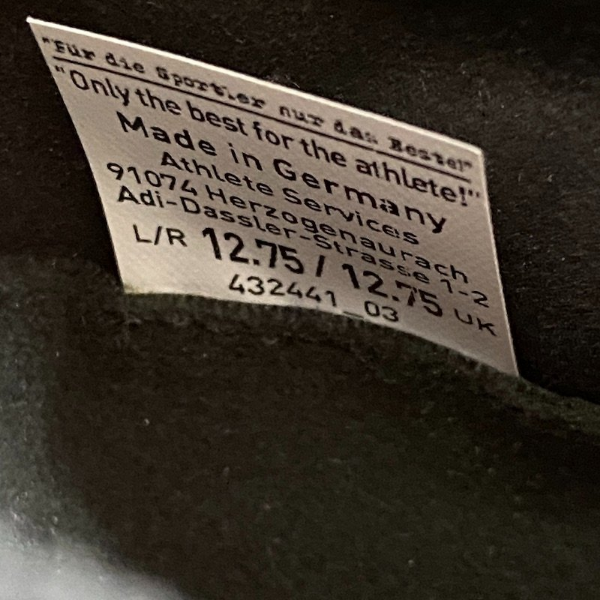 "Für die Sportler nur das Beste!"
"Only the best for the athlete!"
Made in Germany
Athlete Services
91074 Herzogenaurach
Adi-Dassler-Strasse 1-2
L/R 12.75 / 12.75 UK
432441_03